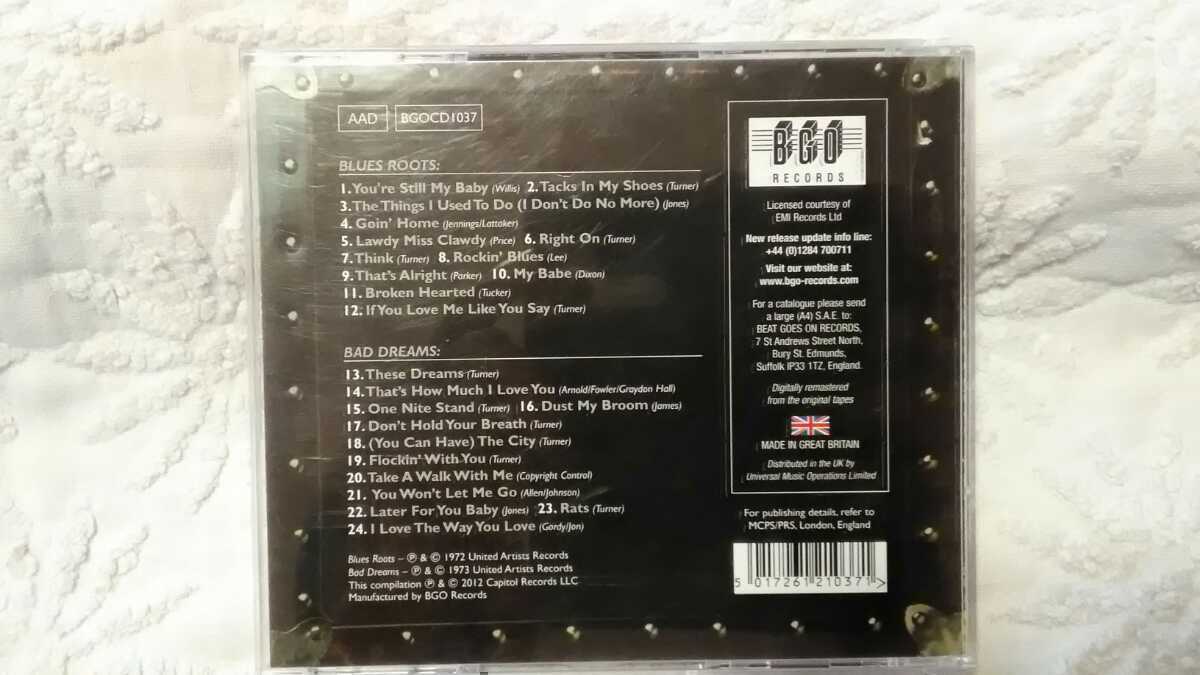 AAD BGOCD1037
BLUES ROOTS:
1. You're Still My Baby (Willis) 2. Tacks In My Shoes (Turner)
3. The Things I Used To Do (I Don't Do No More) (Jones)
4. Goin' Home (Jennings/Lattaker)
5. Lawdy Miss Clawdy (Price) 6. Right On (Turner)
7. Think (Turner) 8. Rockin' Blues (Lee)
9. That's Alright (Parker) 10. My Babe (Dixon)
11. Broken Hearted (Tucker)
12. If You Love Me Like You Say (Turner)
BAD DREAMS:
13. These Dreams (Turner)
14. That's How Much I Love You (Arnold/Fowler/Graydon Hall)
15. One Nite Stand (Turner) 16. Dust My Broom (James)
17. Don't Hold Your Breath (Turner)
18. (You Can Have) The City (Turner)
19. Flockin' With You (Turner)
20. Take A Walk With Me (Copyright Control)
21. You Won't Let Me Go (Allen/Johnson)
22. Later For You Baby (Jones) 23. Rats (Turner)
24. I Love The Way You Love (Gordy/Jon)
Blues Roots – ℗ & © 1972 United Artists Records
Bad Dreams – ℗ & © 1973 United Artists Records
This compilation ℗ & © 2012 Capitol Records LLC
Manufactured by BGO Records
BGO
RECORDS
Licensed courtesy of
EMI Records Ltd
New release update info line:
+44 (0)1284 700711
Visit our website at:
www.bgo-records.com
For a catalogue please send
a large (A4) S.A.E. to:
BEAT GOES ON RECORDS,
7 St Andrews Street North,
Bury St. Edmunds,
Suffolk IP33 1TZ, England.
Digitally remastered
from the original tapes
MADE IN GREAT BRITAIN
Distributed in the UK by
Universal Music Operations Limited
For publishing details, refer to
MCPS/PRS, London, England
5 017261 210371 >